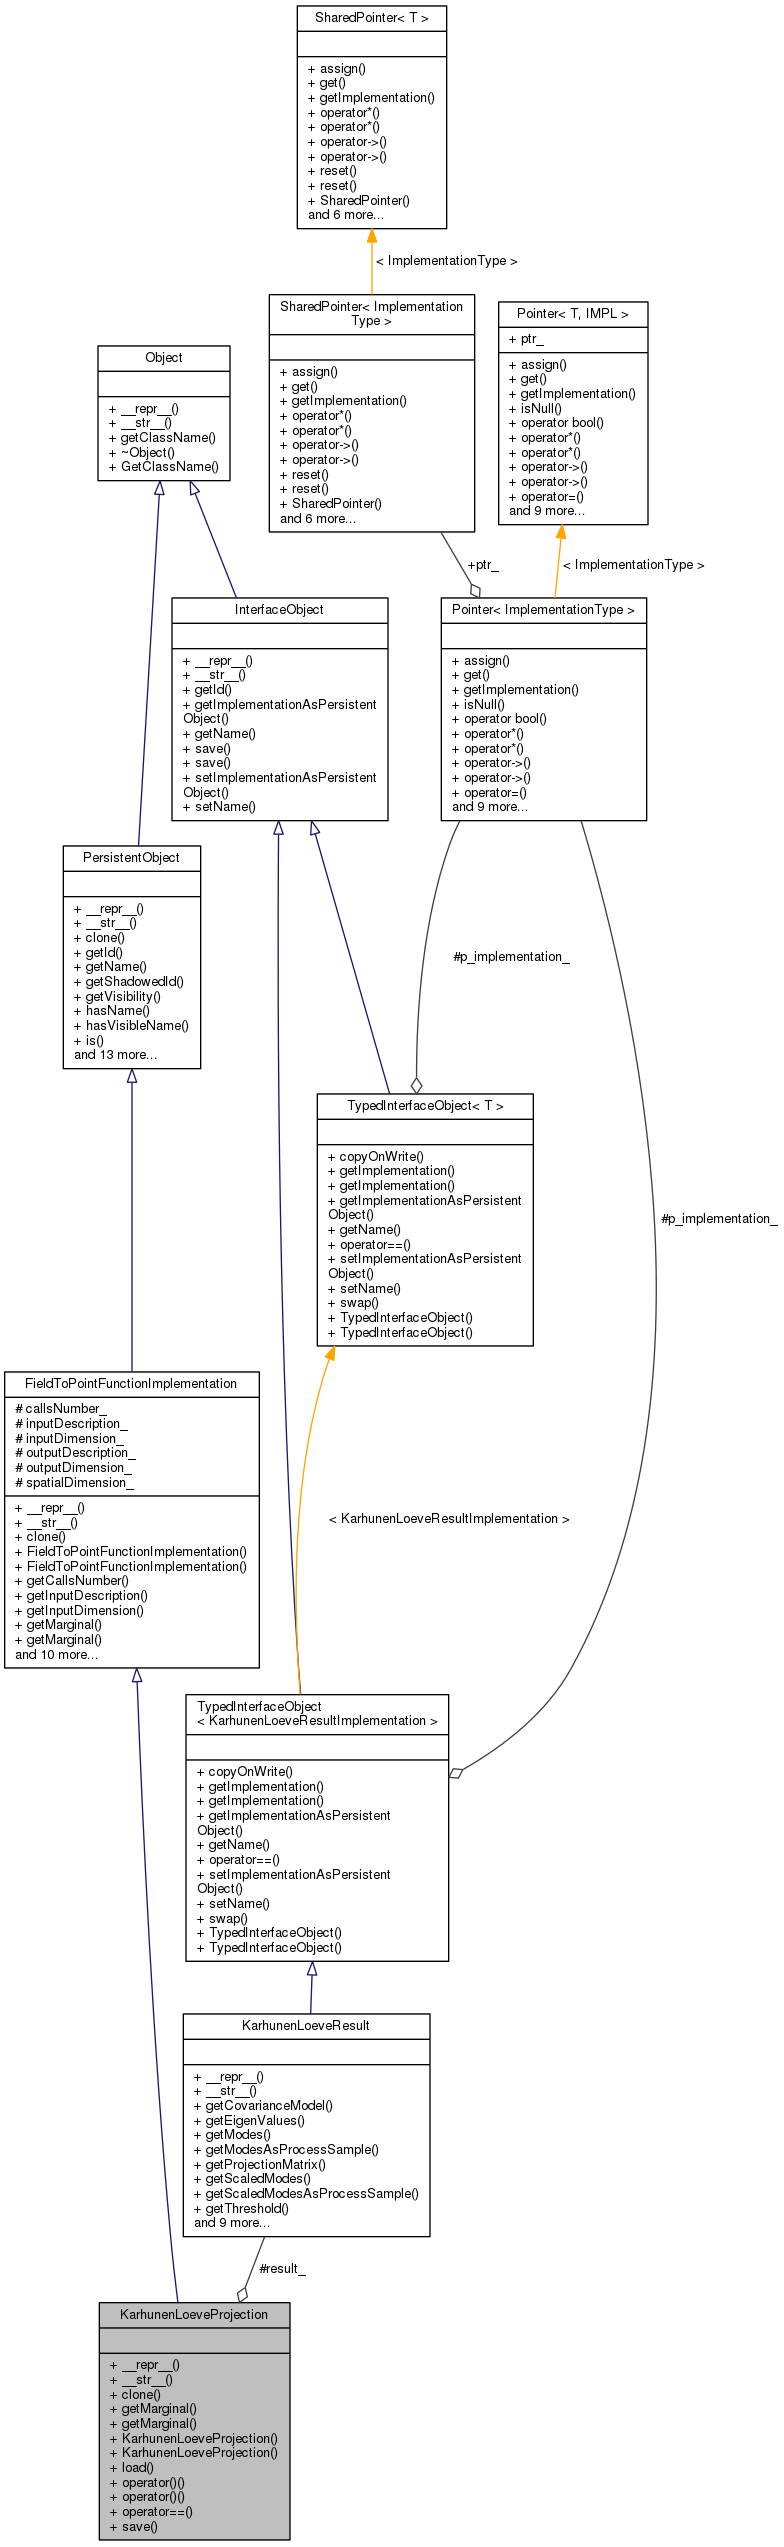 SharedPointer< T >
+ assign()
+ get()
+ getImplementation()
+ operator*()
+ operator*()
+ operator->()
+ operator->()
+ reset()
+ reset()
+ SharedPointer()
and 6 more...
< ImplementationType >
SharedPointer< Implementation
Type >
+ assign()
+ get()
+ getImplementation()
+ operator*()
+ operator*()
+ operator->()
+ operator->()
+ reset()
+ reset()
+ SharedPointer()
and 6 more...
Pointer< T, IMPL >
+ ptr_
+ assign()
+ get()
+ getImplementation()
+ isNull()
+ operator bool()
+ operator*()
+ operator*()
+ operator->()
+ operator->()
+ operator=()
and 9 more...
Object
+ __repr__()
+ __str__()
+ getClassName()
+ ~Object()
+ GetClassName()
+ptr_
< ImplementationType >
InterfaceObject
+ __repr__()
+ __str__()
+ getId()
+ getImplementationAsPersistent
Object()
+ getName()
+ save()
+ save()
+ setImplementationAsPersistent
Object()
+ setName()
Pointer< ImplementationType >
+ assign()
+ get()
+ getImplementation()
+ isNull()
+ operator bool()
+ operator*()
+ operator*()
+ operator->()
+ operator->()
+ operator=()
and 9 more...
PersistentObject
+ __repr__()
+ __str__()
+ clone()
+ getId()
+ getName()
+ getShadowedId()
+ getVisibility()
+ hasName()
+ hasVisibleName()
+ is()
and 13 more...
#p_implementation_
TypedInterfaceObject< T >
+ copyOnWrite()
+ getImplementation()
+ getImplementation()
+ getImplementationAsPersistent
Object()
+ getName()
+ operator==()
+ setImplementationAsPersistent
Object()
+ setName()
+ swap()
+ TypedInterfaceObject()
+ TypedInterfaceObject()
#p_implementation_
FieldToPointFunctionImplementation
# callsNumber_
# inputDescription_
# inputDimension_
# outputDescription_
# outputDimension_
# spatialDimension_
+ __repr__()
+ __str__()
+ clone()
+ FieldToPointFunctionImplementation()
+ FieldToPointFunctionImplementation()
+ getCallsNumber()
+ getInputDescription()
+ getInputDimension()
+ getMarginal()
+ getMarginal()
and 10 more...
< KarhunenLoeveResultImplementation >
TypedInterfaceObject
< KarhunenLoeveResultImplementation >
+ copyOnWrite()
+ getImplementation()
+ getImplementation()
+ getImplementationAsPersistent
Object()
+ getName()
+ operator==()
+ setImplementationAsPersistent
Object()
+ setName()
+ swap()
+ TypedInterfaceObject()
+ TypedInterfaceObject()
KarhunenLoeveResult
+ __repr__()
+ __str__()
+ getCovarianceModel()
+ getEigenValues()
+ getModes()
+ getModesAsProcessSample()
+ getProjectionMatrix()
+ getScaledModes()
+ getScaledModesAsProcessSample()
+ getThreshold()
and 9 more...
#result_
KarhunenLoeveProjection
+ __repr__()
+ __str__()
+ clone()
+ getMarginal()
+ getMarginal()
+ KarhunenLoeveProjection()
+ KarhunenLoeveProjection()
+ load()
+ operator()()
+ operator()()
+ operator==()
+ save()